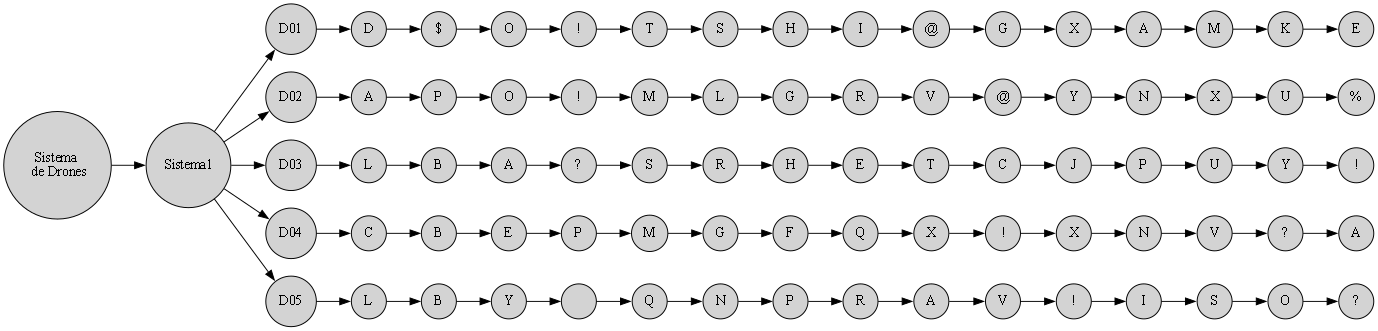 D01 D $ O ! T S H I @ G X A M K E
D02 A P O ! M L G R V @ Y N X U %
Sistema
de Drones
Sistema1
D03 L B A ? S R H E T C J P U Y !
D04 C B E P M G F Q X ! X N V ? A
D05 L B Y Q N P R A V ! I S O ?